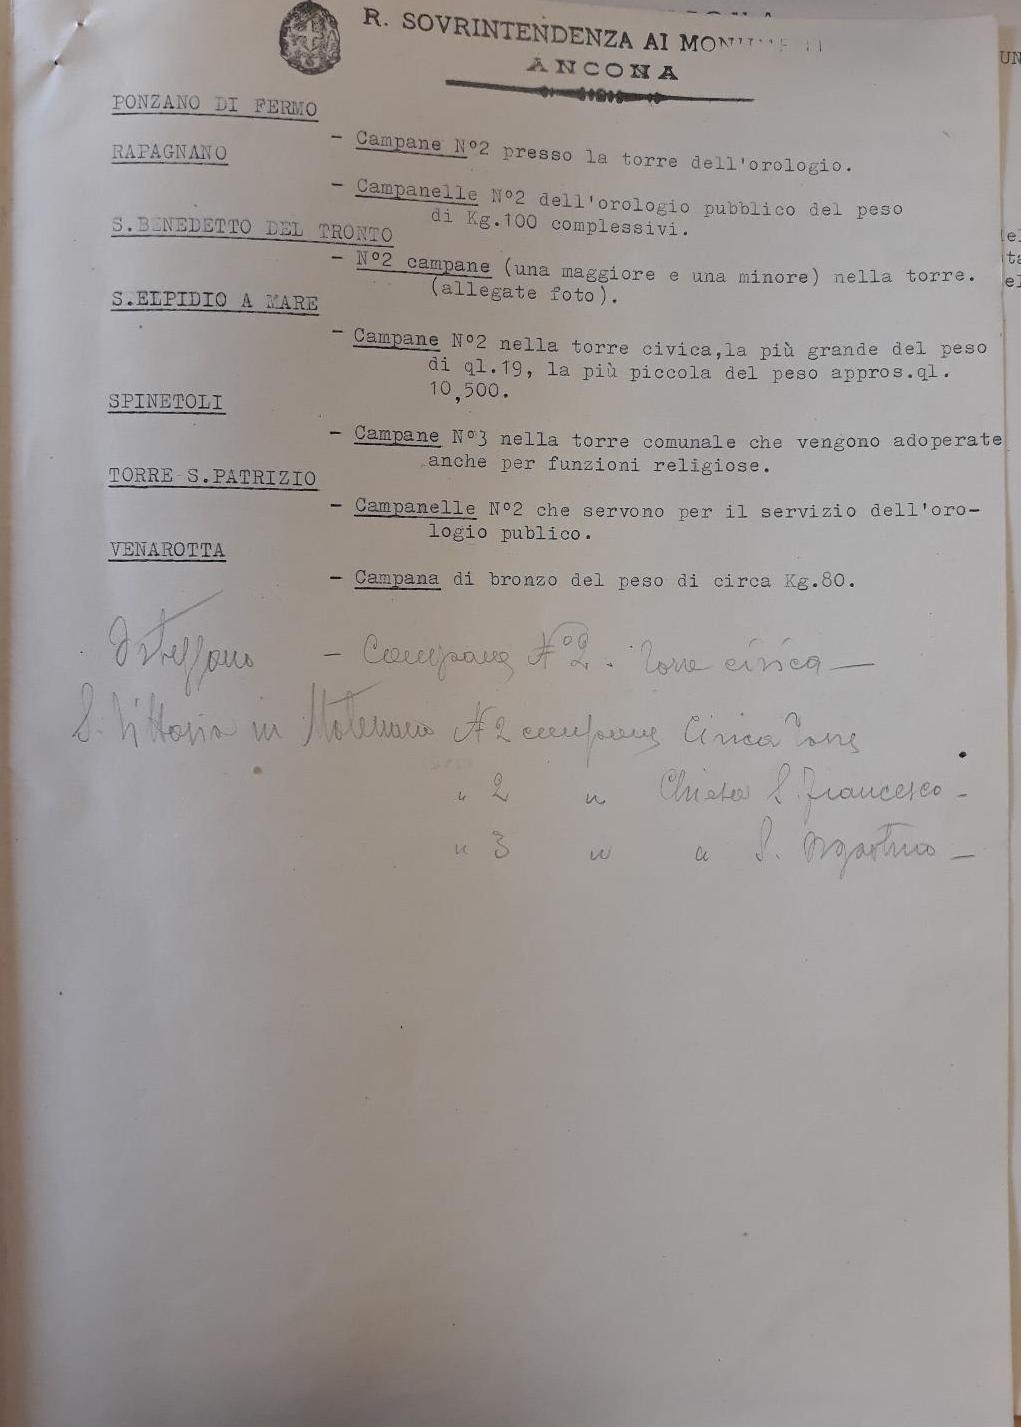 R. SOVRINTENDENZA AI MONUMENTI
ANCONA
PONZANO DI FERMO
- Campane N°2 presso la torre dell'orologio.
RAPAGNANO
- Campanelle N°2 dell'orologio pubblico del peso
di Kg.100 complessivi.
S.BENEDETTO DEL TRONTO
- N°2 campane (una maggiore e una minore) nella torre.
(allegate foto).
S.ELPIDIO A MARE
- Campane N°2 nella torre civica,la più grande del peso
di ql.19, la più piccola del peso appros.ql.
10,500.
SPINETOLI
- Campane N°3 nella torre comunale che vengono adoperate
anche per funzioni religiose.
TORRE S.PATRIZIO
- Campanelle N°2 che servono per il servizio dell'oro-
logio publico.
VENAROTTA
- Campana di bronzo del peso di circa Kg.80.
- Campane N°2. Torre civica —
S. Vittoria in Matenano N 2 campane Civica Torre
" 2 " Chiesa S. Francesco -
" 3 " " S. Agostino —